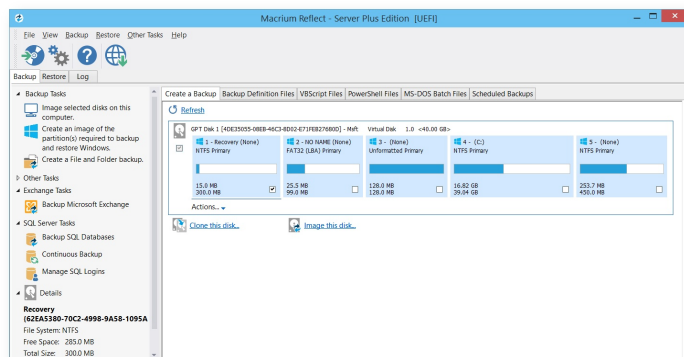 Macrium Reflect - Server Plus Edition [UEFI]
File View Backup Restore Other Tasks Help
Backup Restore Log
Backup Tasks
Image selected disks on this
computer.
Create an image of the
partition(s) required to backup
and restore Windows.
Create a File and Folder backup.
Other Tasks
Exchange Tasks
Backup Microsoft Exchange
SQL Server Tasks
Backup SQL Databases
Continuous Backup
Manage SQL Logins
Details
Recovery
(62EA5380-70C2-4998-9A58-1095A
File System: NTFS
Free Space: 285.0 MB
Total Size: 300.0 MB
Create a Backup Backup Definition Files VBScript Files PowerShell Files MS-DOS Batch Files Scheduled Backups
Refresh
GPT Disk 1 [4DE35055-08EB-46C3-8D02-E71FEB27680D] - Msft Virtual Disk 1.0 <40.00 GB>
1 - Recovery (None)
NTFS Primary
15.0 MB
300.0 MB
2 - NO NAME (None)
FAT32 (LBA) Primary
25.5 MB
99.0 MB
3 - (None)
Unformatted Primary
128.0 MB
128.0 MB
4 - (C:)
NTFS Primary
16.82 GB
39.04 GB
5 - (None)
NTFS Primary
253.7 MB
450.0 MB
Actions...
Clone this disk... Image this disk...